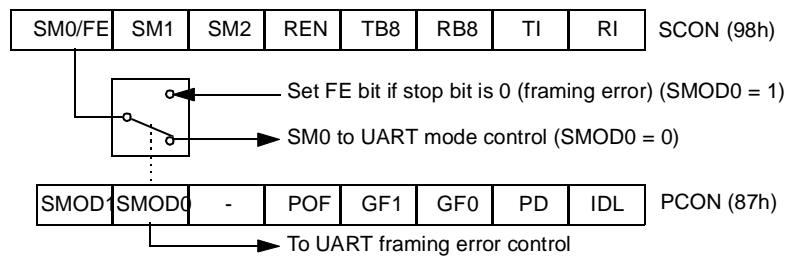 SM0/FE SM1 SM2 REN TB8 RB8 TI RI SCON (98h)
Set FE bit if stop bit is 0 (framing error) (SMOD0 = 1)
SM0 to UART mode control (SMOD0 = 0)
SMOD1 SMOD0 - POF GF1 GF0 PD IDL PCON (87h)
To UART framing error control